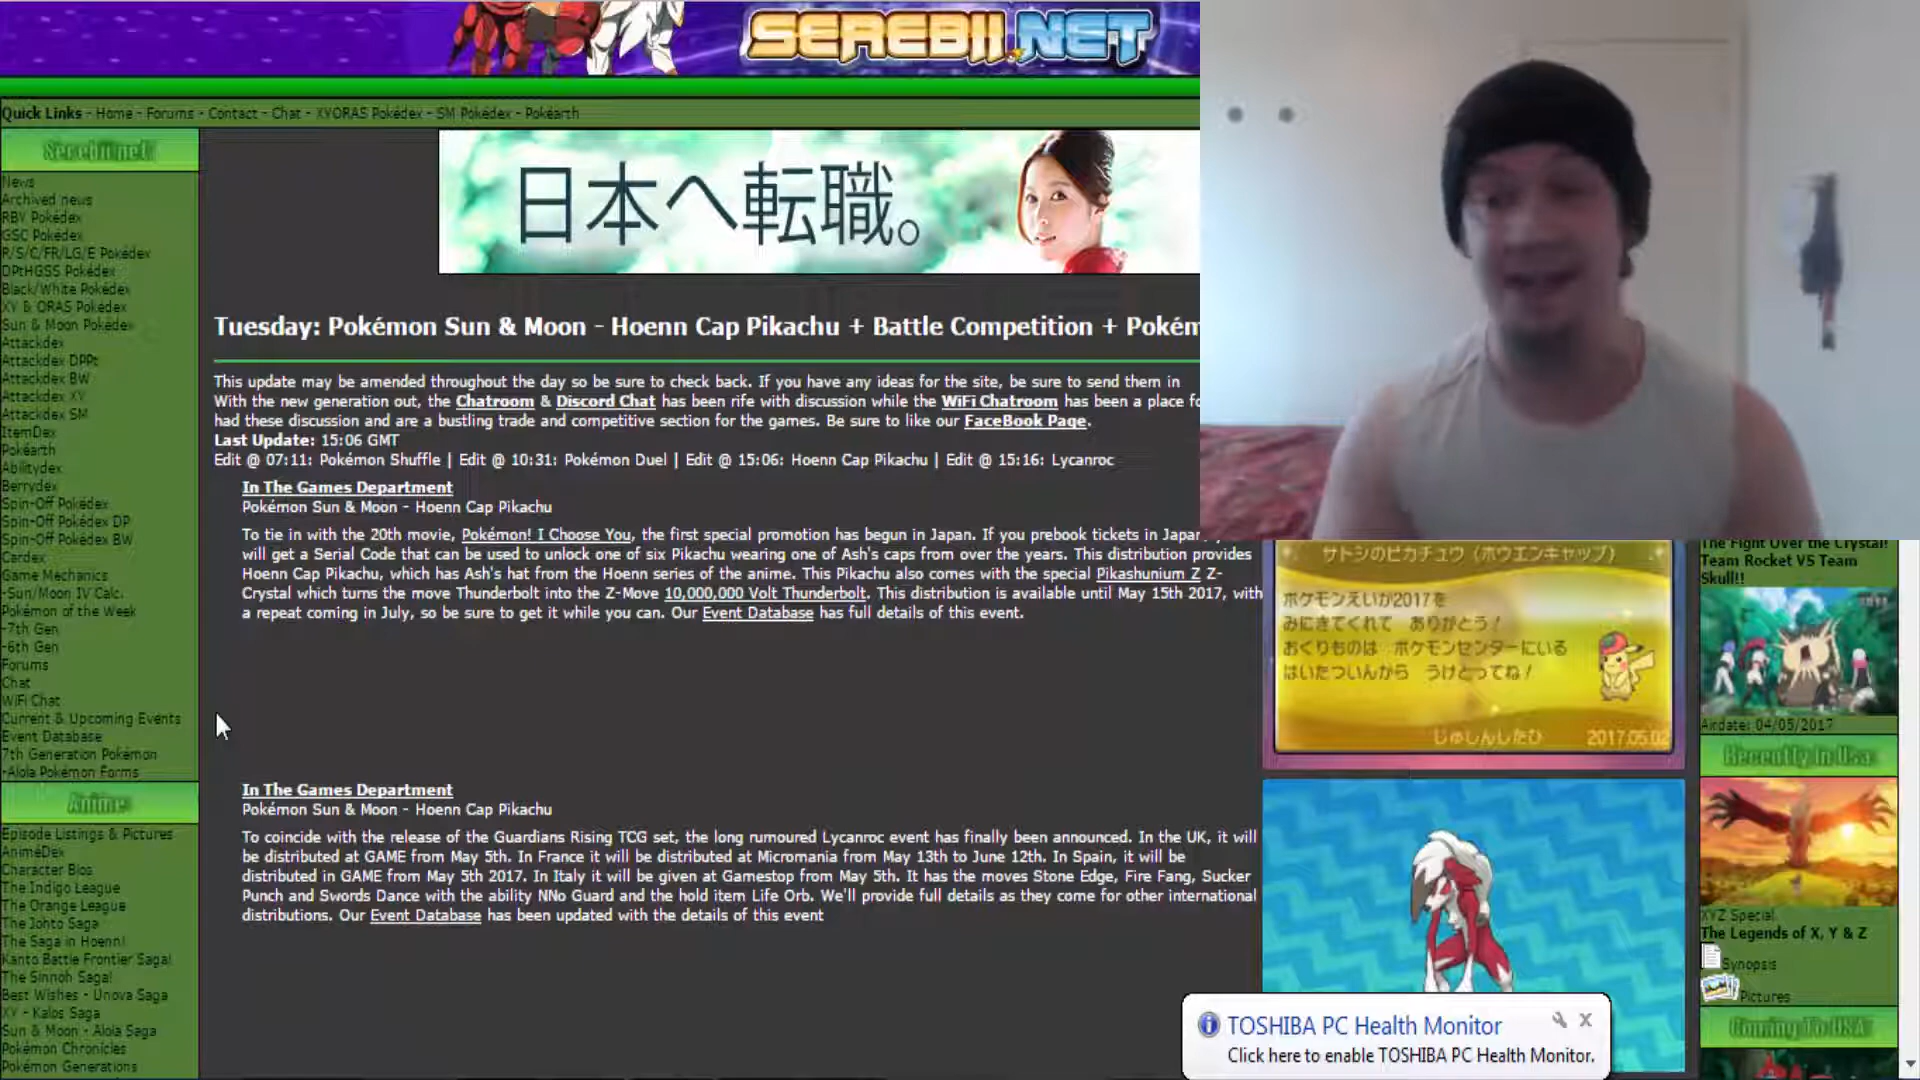 SEREBII.NET
Quick Links - Home - Forums - Contact - Chat - XYORAS Pokédex - SM Pokédex - Pokéarth
Serebii.net
News
Archived news
RBY Pokédex
GSC Pokédex
R/S/C/FR/LG/E Pokédex
DPtHGSS Pokédex
Black/White Pokédex
XY & ORAS Pokédex
Sun & Moon Pokédex
Attackdex
Attackdex DPPt
Attackdex BW
Attackdex XY
Attackdex SM
ItemDex
Pokéarth
Abilitydex
Berrydex
Spin-Off Pokédex
Spin-Off Pokédex DP
Spin-Off Pokédex BW
Cardex
Game Mechanics
-Sun/Moon IV Calc.
Pokémon of the Week
-7th Gen
-6th Gen
Forums
Chat
WiFi Chat
Current & Upcoming Events
Event Database
7th Generation Pokémon
-Alola Pokémon Forms
Anime
Episode Listings & Pictures
AniméDex
Character Bios
The Indigo League
The Orange League
The Johto Saga
The Saga in Hoenn!
Kanto Battle Frontier Saga!
The Sinnoh Saga!
Best Wishes - Unova Saga
XY - Kalos Saga
Sun & Moon - Alola Saga
Pokémon Chronicles
Pokémon Generations
日本へ転職。
Tuesday: Pokémon Sun & Moon - Hoenn Cap Pikachu + Battle Competition + Pokém
This update may be amended throughout the day so be sure to check back. If you have any ideas for the site, be sure to send them in
With the new generation out, the Chatroom & Discord Chat has been rife with discussion while the WiFi Chatroom has been a place fo
had these discussion and are a bustling trade and competitive section for the games. Be sure to like our FaceBook Page.
Last Update: 15:06 GMT
Edit @ 07:11: Pokémon Shuffle | Edit @ 10:31: Pokémon Duel | Edit @ 15:06: Hoenn Cap Pikachu | Edit @ 15:16: Lycanroc
In The Games Department
Pokémon Sun & Moon - Hoenn Cap Pikachu
To tie in with the 20th movie, Pokémon! I Choose You, the first special promotion has begun in Japan. If you prebook tickets in Japan,
will get a Serial Code that can be used to unlock one of six Pikachu wearing one of Ash's caps from over the years. This distribution provides
Hoenn Cap Pikachu, which has Ash's hat from the Hoenn series of the anime. This Pikachu also comes with the special Pikashunium Z Z-
Crystal which turns the move Thunderbolt into the Z-Move 10,000,000 Volt Thunderbolt. This distribution is available until May 15th 2017, with
a repeat coming in July, so be sure to get it while you can. Our Event Database has full details of this event.
In The Games Department
Pokémon Sun & Moon - Hoenn Cap Pikachu
To coincide with the release of the Guardians Rising TCG set, the long rumoured Lycanroc event has finally been announced. In the UK, it will
be distributed at GAME from May 5th. In France it will be distributed at Micromania from May 13th to June 12th. In Spain, it will be
distributed in GAME from May 5th 2017. In Italy it will be given at Gamestop from May 5th. It has the moves Stone Edge, Fire Fang, Sucker
Punch and Swords Dance with the ability NNo Guard and the hold item Life Orb. We'll provide full details as they come for other international
distributions. Our Event Database has been updated with the details of this event
サトシのピカチュウ（ホウエンキャップ）
ポケモンえいが2017を
みにきてくれて ありがとう！
おくりものは ポケモンセンターにいる
はいたついんから うけとってね！
じゅしんしたひ 2017.05.02
The Fight Over the Crystal!
Team Rocket VS Team
Skull!!
Airdate: 04/05/2017
Recently In Usa
XYZ Special
The Legends of X, Y & Z
Synopsis
Pictures
Coming To USA
TOSHIBA PC Health Monitor
Click here to enable TOSHIBA PC Health Monitor.